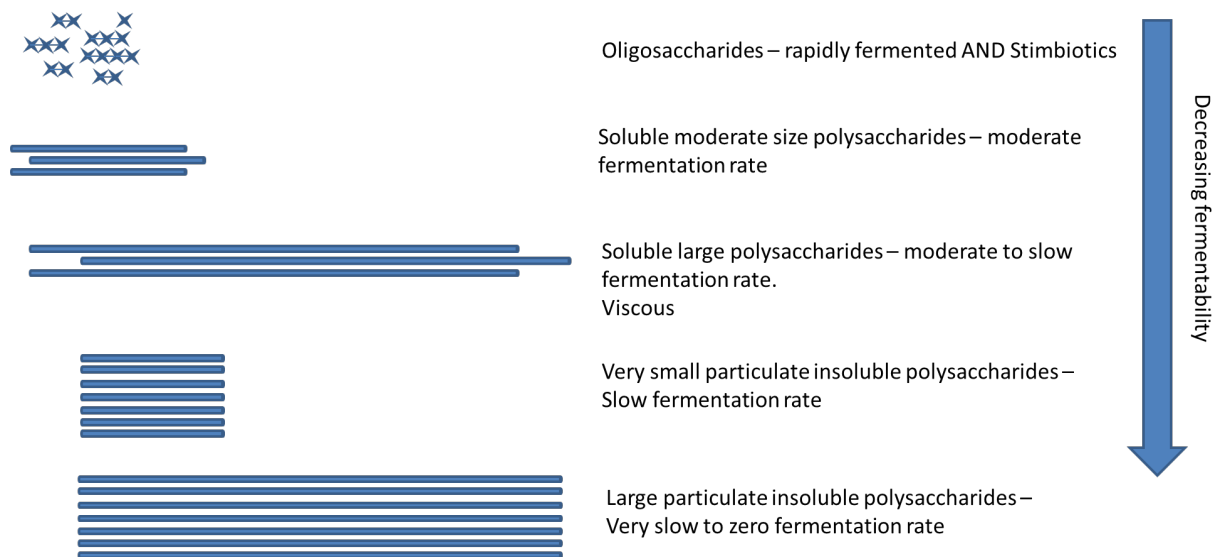 Oligosaccharides – rapidly fermented AND Stimbiotics
Soluble moderate size polysaccharides – moderate
fermentation rate
Soluble large polysaccharides – moderate to slow
fermentation rate.
Viscous
Very small particulate insoluble polysaccharides –
Slow fermentation rate
Large particulate insoluble polysaccharides –
Very slow to zero fermentation rate
Decreasing fermentability